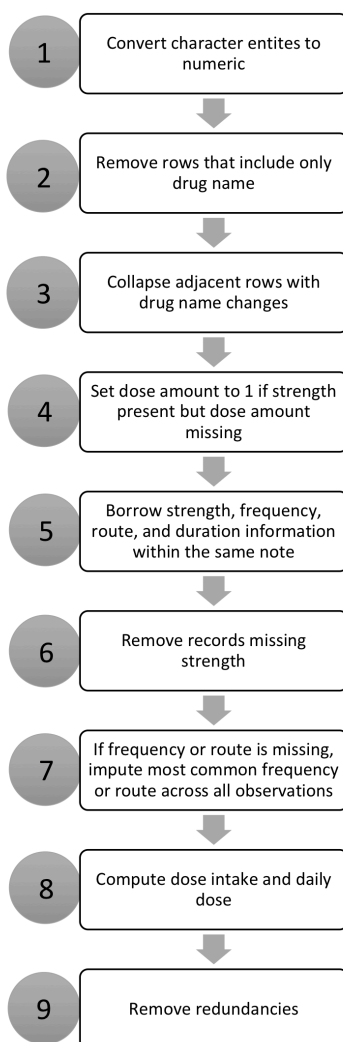 1
Convert character entites to
numeric
2
Remove rows that include only
drug name
3
Collapse adjacent rows with
drug name changes
4
Set dose amount to 1 if strength
present but dose amount
missing
5
Borrow strength, frequency,
route, and duration information
within the same note
6
Remove records missing
strength
7
If frequency or route is missing,
impute most common frequency
or route across all observations
8
Compute dose intake and daily
dose
9
Remove redundancies